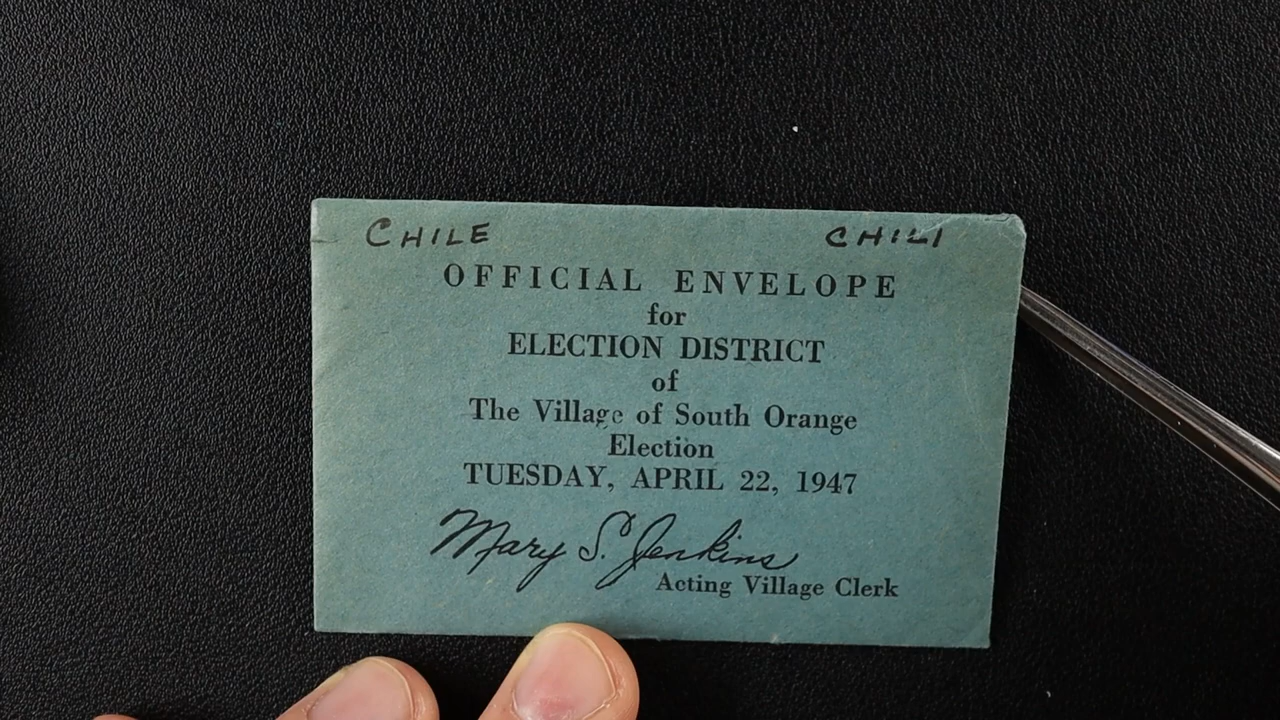 CHILE CHILI
OFFICIAL ENVELOPE
for
ELECTION DISTRICT
of
The Village of South Orange
Election
TUESDAY, APRIL 22, 1947
Mary S. Jenkins
Acting Village Clerk